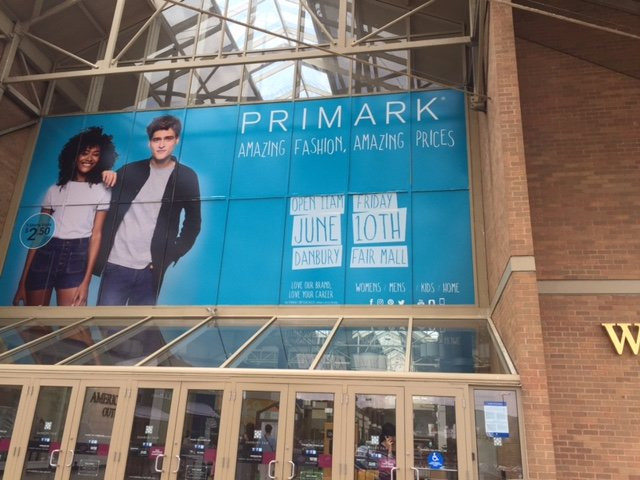 PRIMARK
AMAZING FASHION, AMAZING PRICES
OPEN 11AM FRIDAY
JUNE 10TH
DANBURY FAIR MALL
$2.50
LOVE OUR BRAND,
LOVE YOUR CAREER
WOMENS / MENS / KIDS / HOME
W
AMERIC